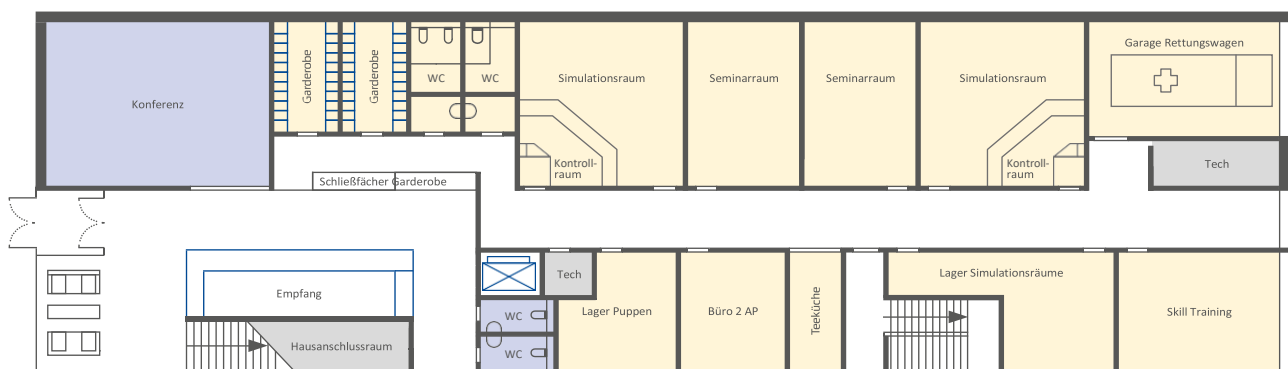 Garage Rettungswagen
Konferenz
Garderobe
Garderobe
WC
WC
Simulationsraum
Seminarraum
Seminarraum
Simulationsraum
Kontroll-
raum
Kontroll-
raum
Tech
Schließfächer Garderobe
Empfang
Tech
Lager Simulationsräume
WC
Lager Puppen
Büro 2 AP
Teeküche
Skill Training
Hausanschlussraum
WC